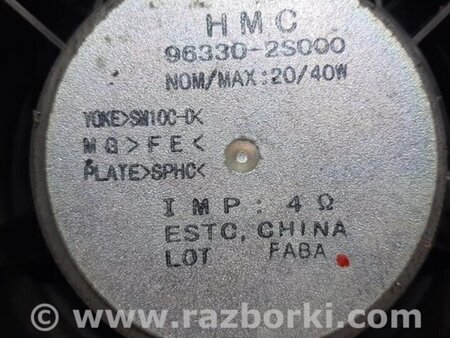 HMC
96330-2S000
NOM/MAX:20/40W
YOKE>SM10C-D<
MG>FE<
PLATE>SPHC<
IMP: 4Ω
ESTC, CHINA
LOT FABA
© www.razborki.com